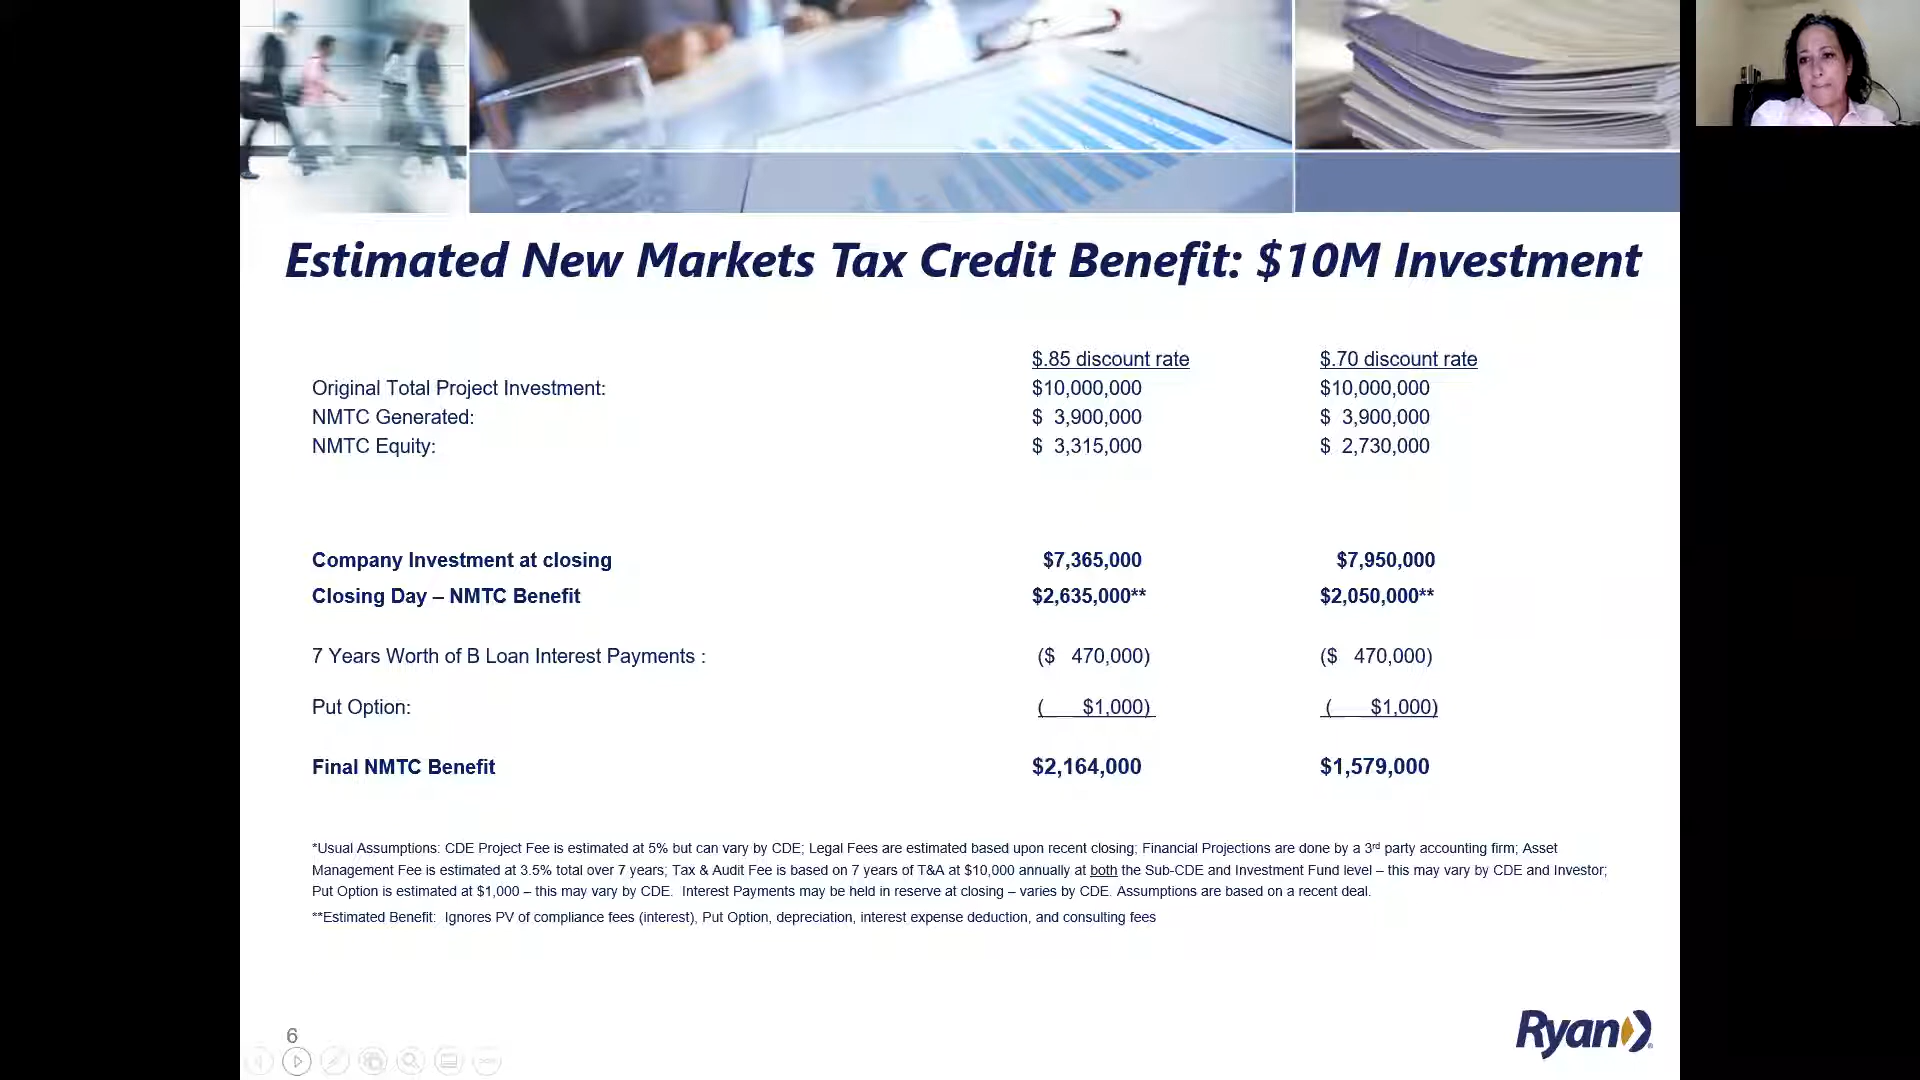 Estimated New Markets Tax Credit Benefit: $10M Investment
$.85 discount rate $.70 discount rate
Original Total Project Investment: $10,000,000 $10,000,000
NMTC Generated: $ 3,900,000 $ 3,900,000
NMTC Equity: $ 3,315,000 $ 2,730,000
Company Investment at closing $7,365,000 $7,950,000
Closing Day – NMTC Benefit $2,635,000** $2,050,000**
7 Years Worth of B Loan Interest Payments : ($ 470,000) ($ 470,000)
Put Option: ( $1,000) ( $1,000)
Final NMTC Benefit $2,164,000 $1,579,000
*Usual Assumptions: CDE Project Fee is estimated at 5% but can vary by CDE; Legal Fees are estimated based upon recent closing; Financial Projections are done by a 3rd party accounting firm; Asset
Management Fee is estimated at 3.5% total over 7 years; Tax & Audit Fee is based on 7 years of T&A at $10,000 annually at both the Sub-CDE and Investment Fund level – this may vary by CDE and Investor;
Put Option is estimated at $1,000 – this may vary by CDE. Interest Payments may be held in reserve at closing – varies by CDE. Assumptions are based on a recent deal.
**Estimated Benefit: Ignores PV of compliance fees (interest), Put Option, depreciation, interest expense deduction, and consulting fees
6
Ryan